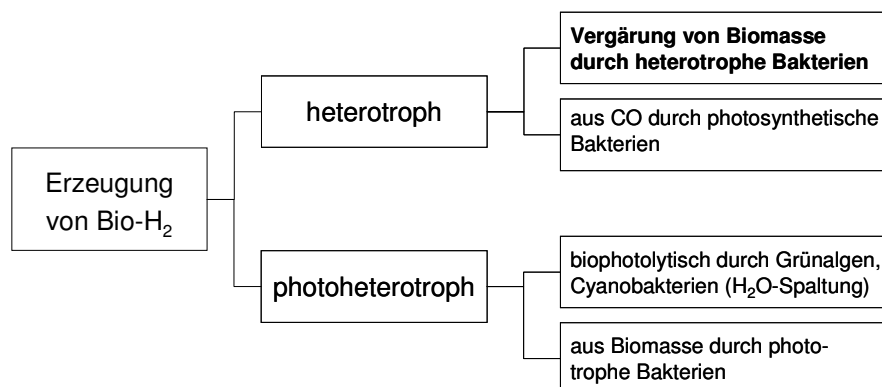 Erzeugung
von Bio-H₂
heterotroph
Vergärung von Biomasse
durch heterotrophe Bakterien
aus CO durch photosynthetische
Bakterien
photoheterotroph
biophotolytisch durch Grünalgen,
Cyanobakterien (H₂O-Spaltung)
aus Biomasse durch photo-
trophe Bakterien